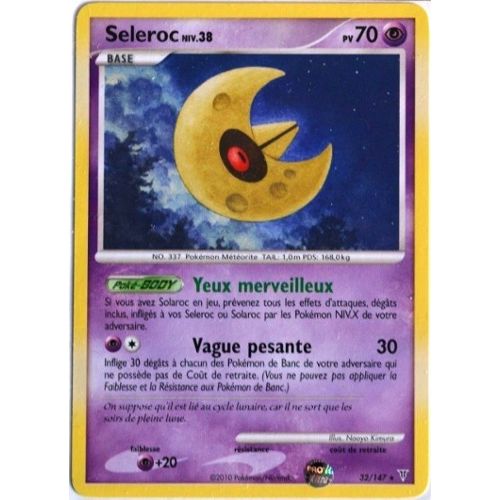 Seleroc NIV.38 PV 70
BASE
NO. 337 Pokémon Météorite TAIL: 1,0m PDS: 168,0kg
Poké-BODY Yeux merveilleux
Si vous avez Solaroc en jeu, prévenez tous les effets d'attaques, dégâts
inclus, infligés à vos Seleroc ou Solaroc par les Pokémon NIV.X de votre
adversaire.
Vague pesante 30
Inflige 30 dégâts à chacun des Pokémon de Banc de votre adversaire qui
ne possède pas de Coût de retraite. (Vous ne pouvez pas appliquer la
Faiblesse et la Résistance aux Pokémon de Banc.)
On suppose qu'il est lié au cycle lunaire, car il ne sort que les
soirs de pleine lune.
Illus. Naoyo Kimura
faiblesse résistance coût de retraite
+20
©2010 Pokémon/Nintendo
32/147